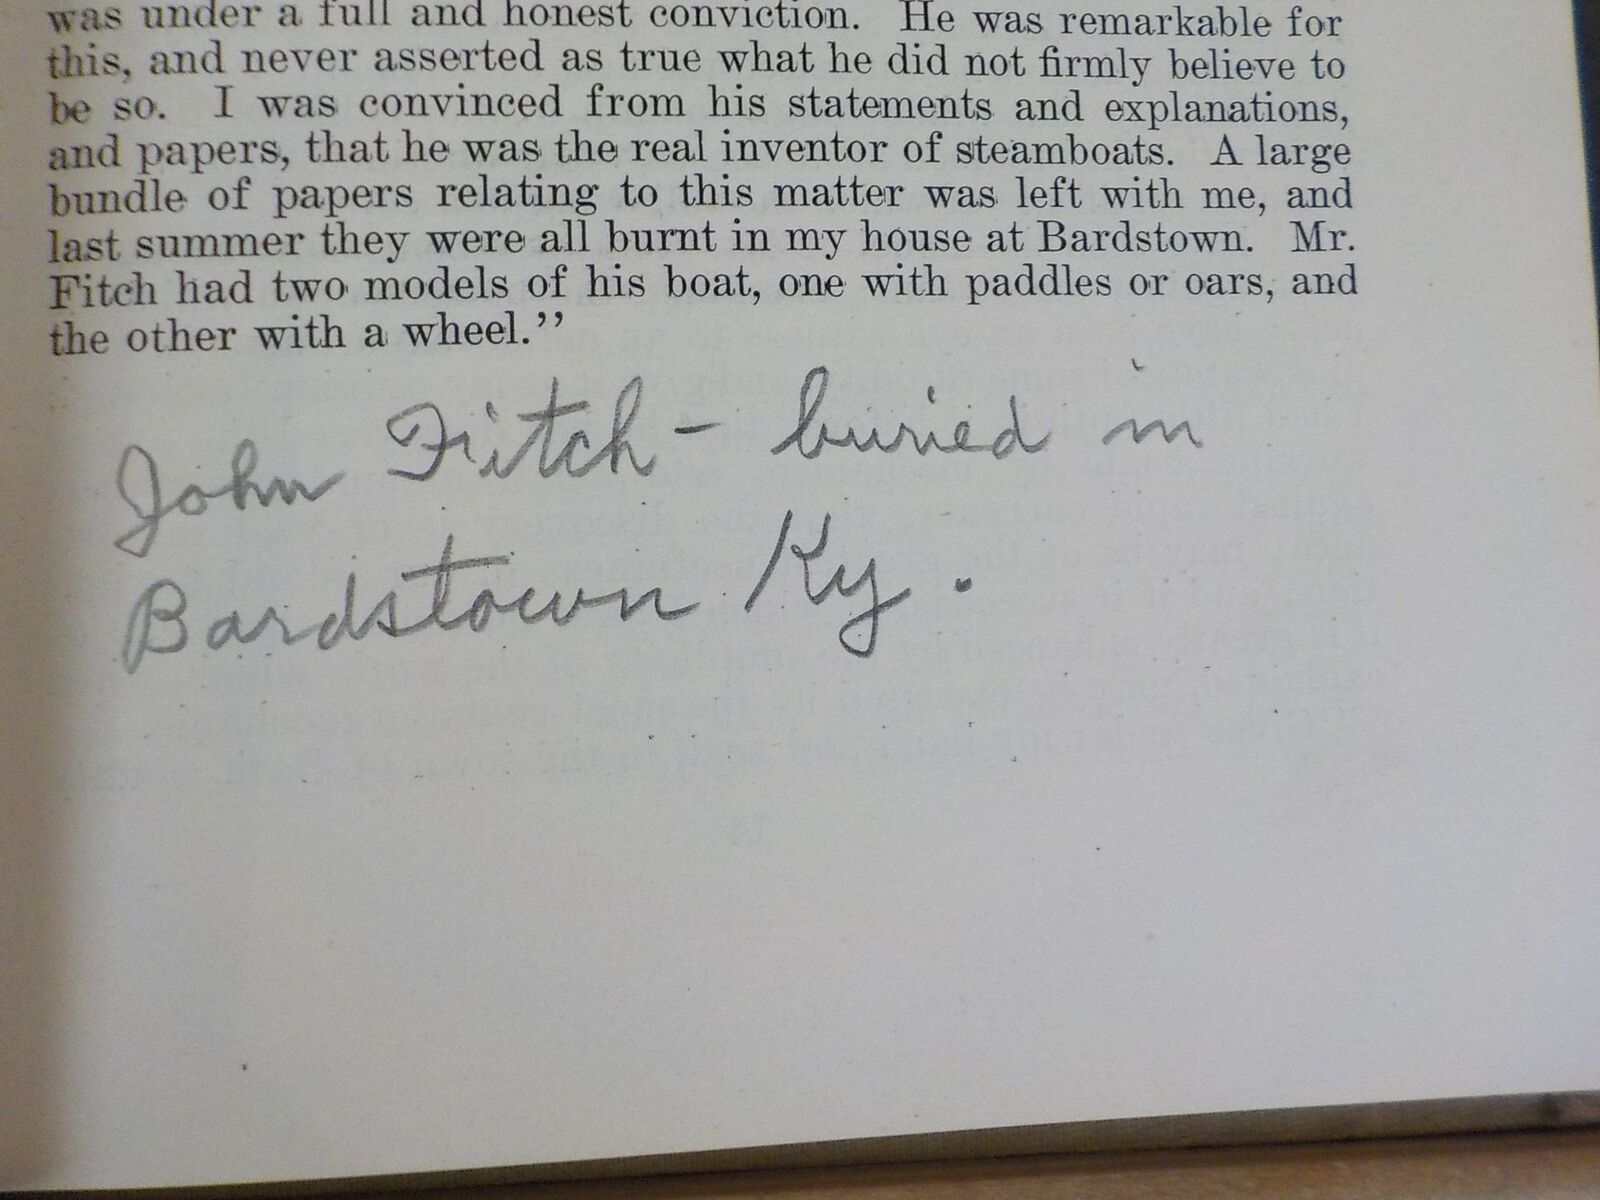 was under a full and honest conviction. He was remarkable for
this, and never asserted as true what he did not firmly believe to
be so. I was convinced from his statements and explanations,
and papers, that he was the real inventor of steamboats. A large
bundle of papers relating to this matter was left with me, and
last summer they were all burnt in my house at Bardstown. Mr.
Fitch had two models of his boat, one with paddles or oars, and
the other with a wheel.”
John Fitch - buried in
Bardstown Ky.